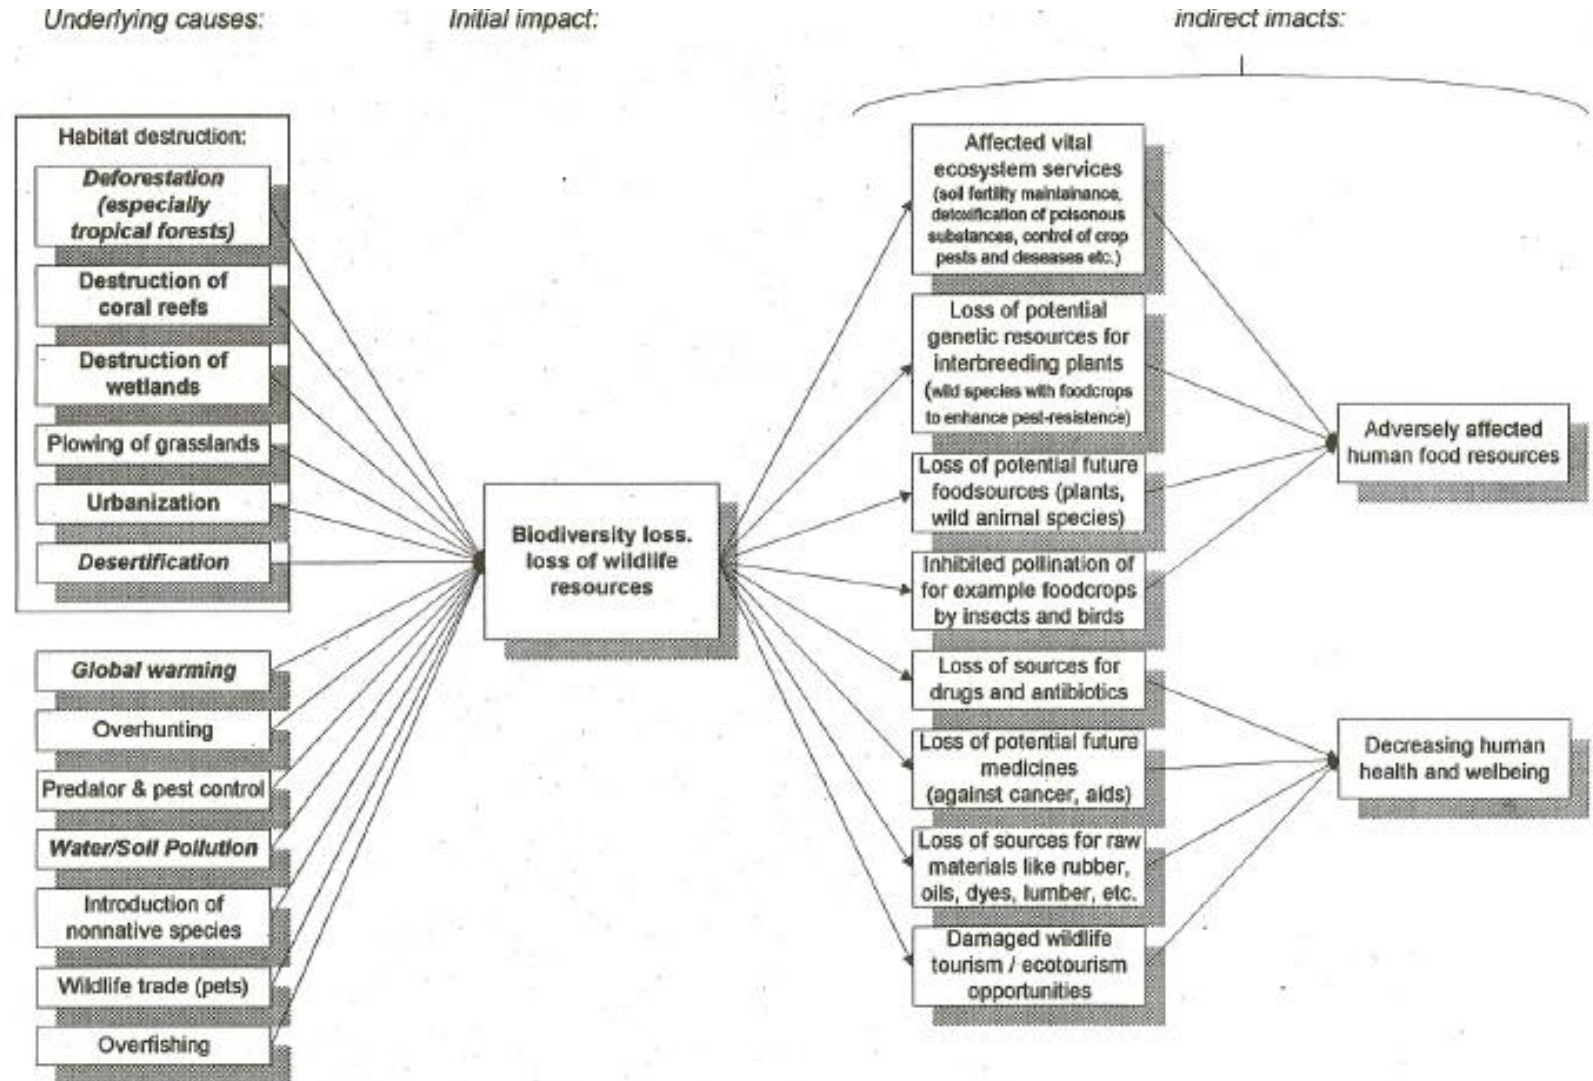 Underlying causes:
Initial impact:
indirect imacts:
Habitat destruction:
Deforestation
(especially
tropical forests)
Destruction of
coral reefs
Destruction of
wetlands
Plowing of grasslands
Urbanization
Desertification
Global warming
Overhunting
Predator & pest control
Water/Soil Pollution
Introduction of
nonnative species
Wildlife trade (pets)
Overfishing
Biodiversity loss.
loss of wildlife
resources
Affected vital
ecosystem services
(soil fertility maintainance,
detoxification of poisonous
substances, control of crop
pests and deseases etc.)
Loss of potential
genetic resources for
interbreeding plants
(wild species with foodcrops
to enhance pest-resistence)
Loss of potential future
foodsources (plants,
wild animal species)
Inhibited pollination of
for example foodcrops
by insects and birds
Loss of sources for
drugs and antibiotics
Loss of potential future
medicines
(against cancer, aids)
Loss of sources for raw
materials like rubber,
oils, dyes, lumber, etc.
Damaged wildlife
tourism / ecotourism
opportunities
Adversely affected
human food resources
Decreasing human
health and welbeing